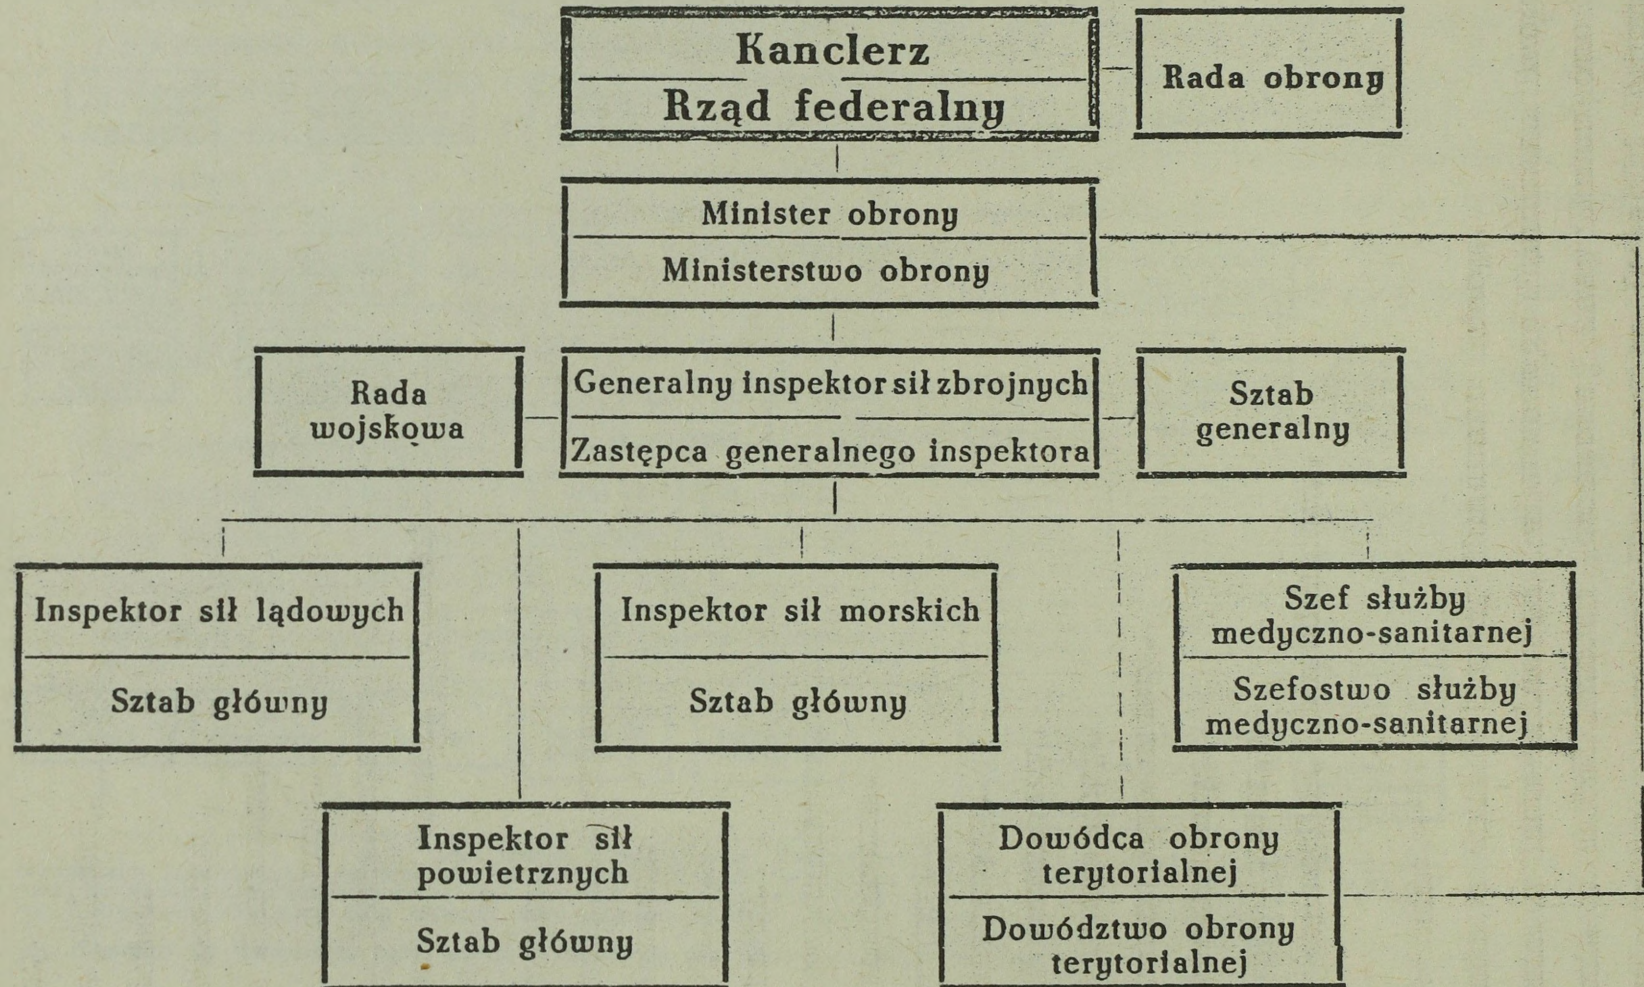 Kanclerz
Rząd federalny
Rada obrony
Minister obrony
Ministerstwo obrony
Rada
wojskowa
Generalny inspektor sił zbrojnych
Zastępca generalnego inspektora
Sztab
generalny
Inspektor sił lądowych
Sztab główny
Inspektor sił morskich
Sztab główny
Szef służby
medyczno-sanitarnej
Szefostwo służby
medyczno-sanitarnej
Inspektor sił
powietrznych
Sztab główny
Dowódca obrony
terytorialnej
Dowództwo obrony
terytorialnej